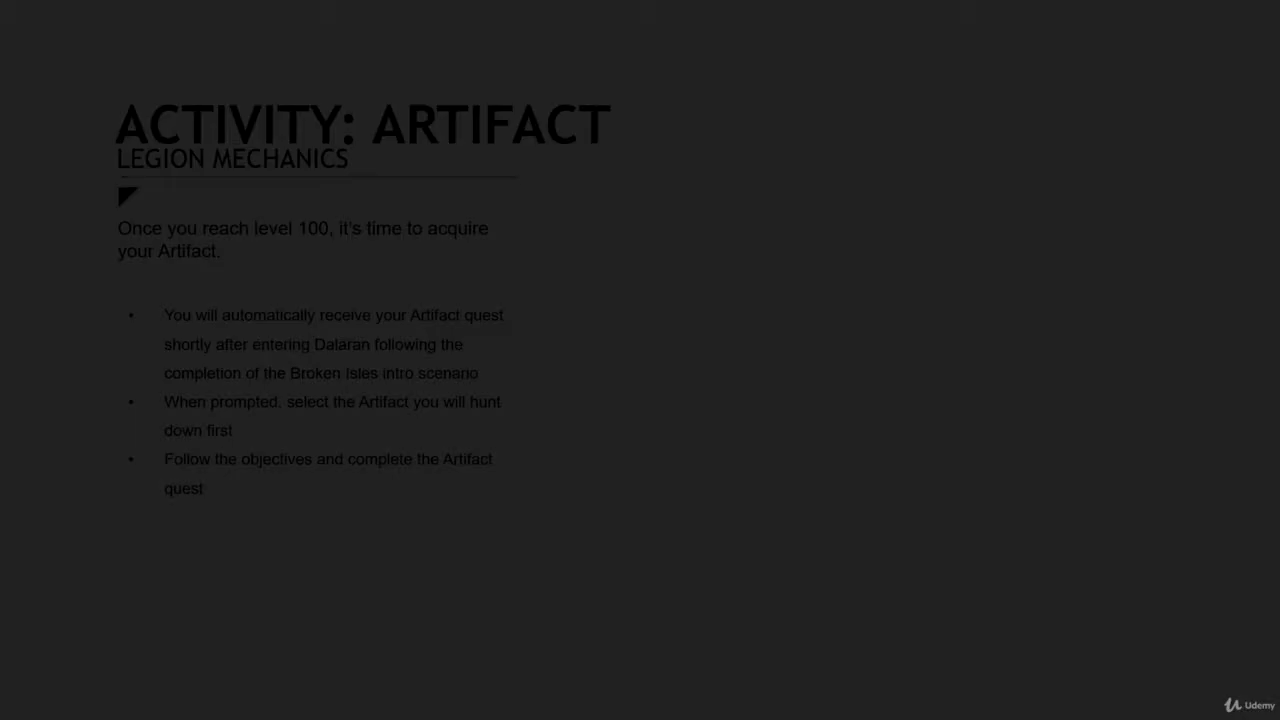 ACTIVITY: ARTIFACT
LEGION MECHANICS
Once you reach level 100, it's time to acquire
your Artifact.
• You will automatically receive your Artifact quest
shortly after entering Dalaran following the
completion of the Broken Isles intro scenario
• When prompted, select the Artifact you will hunt
down first
• Follow the objectives and complete the Artifact
quest
Udemy